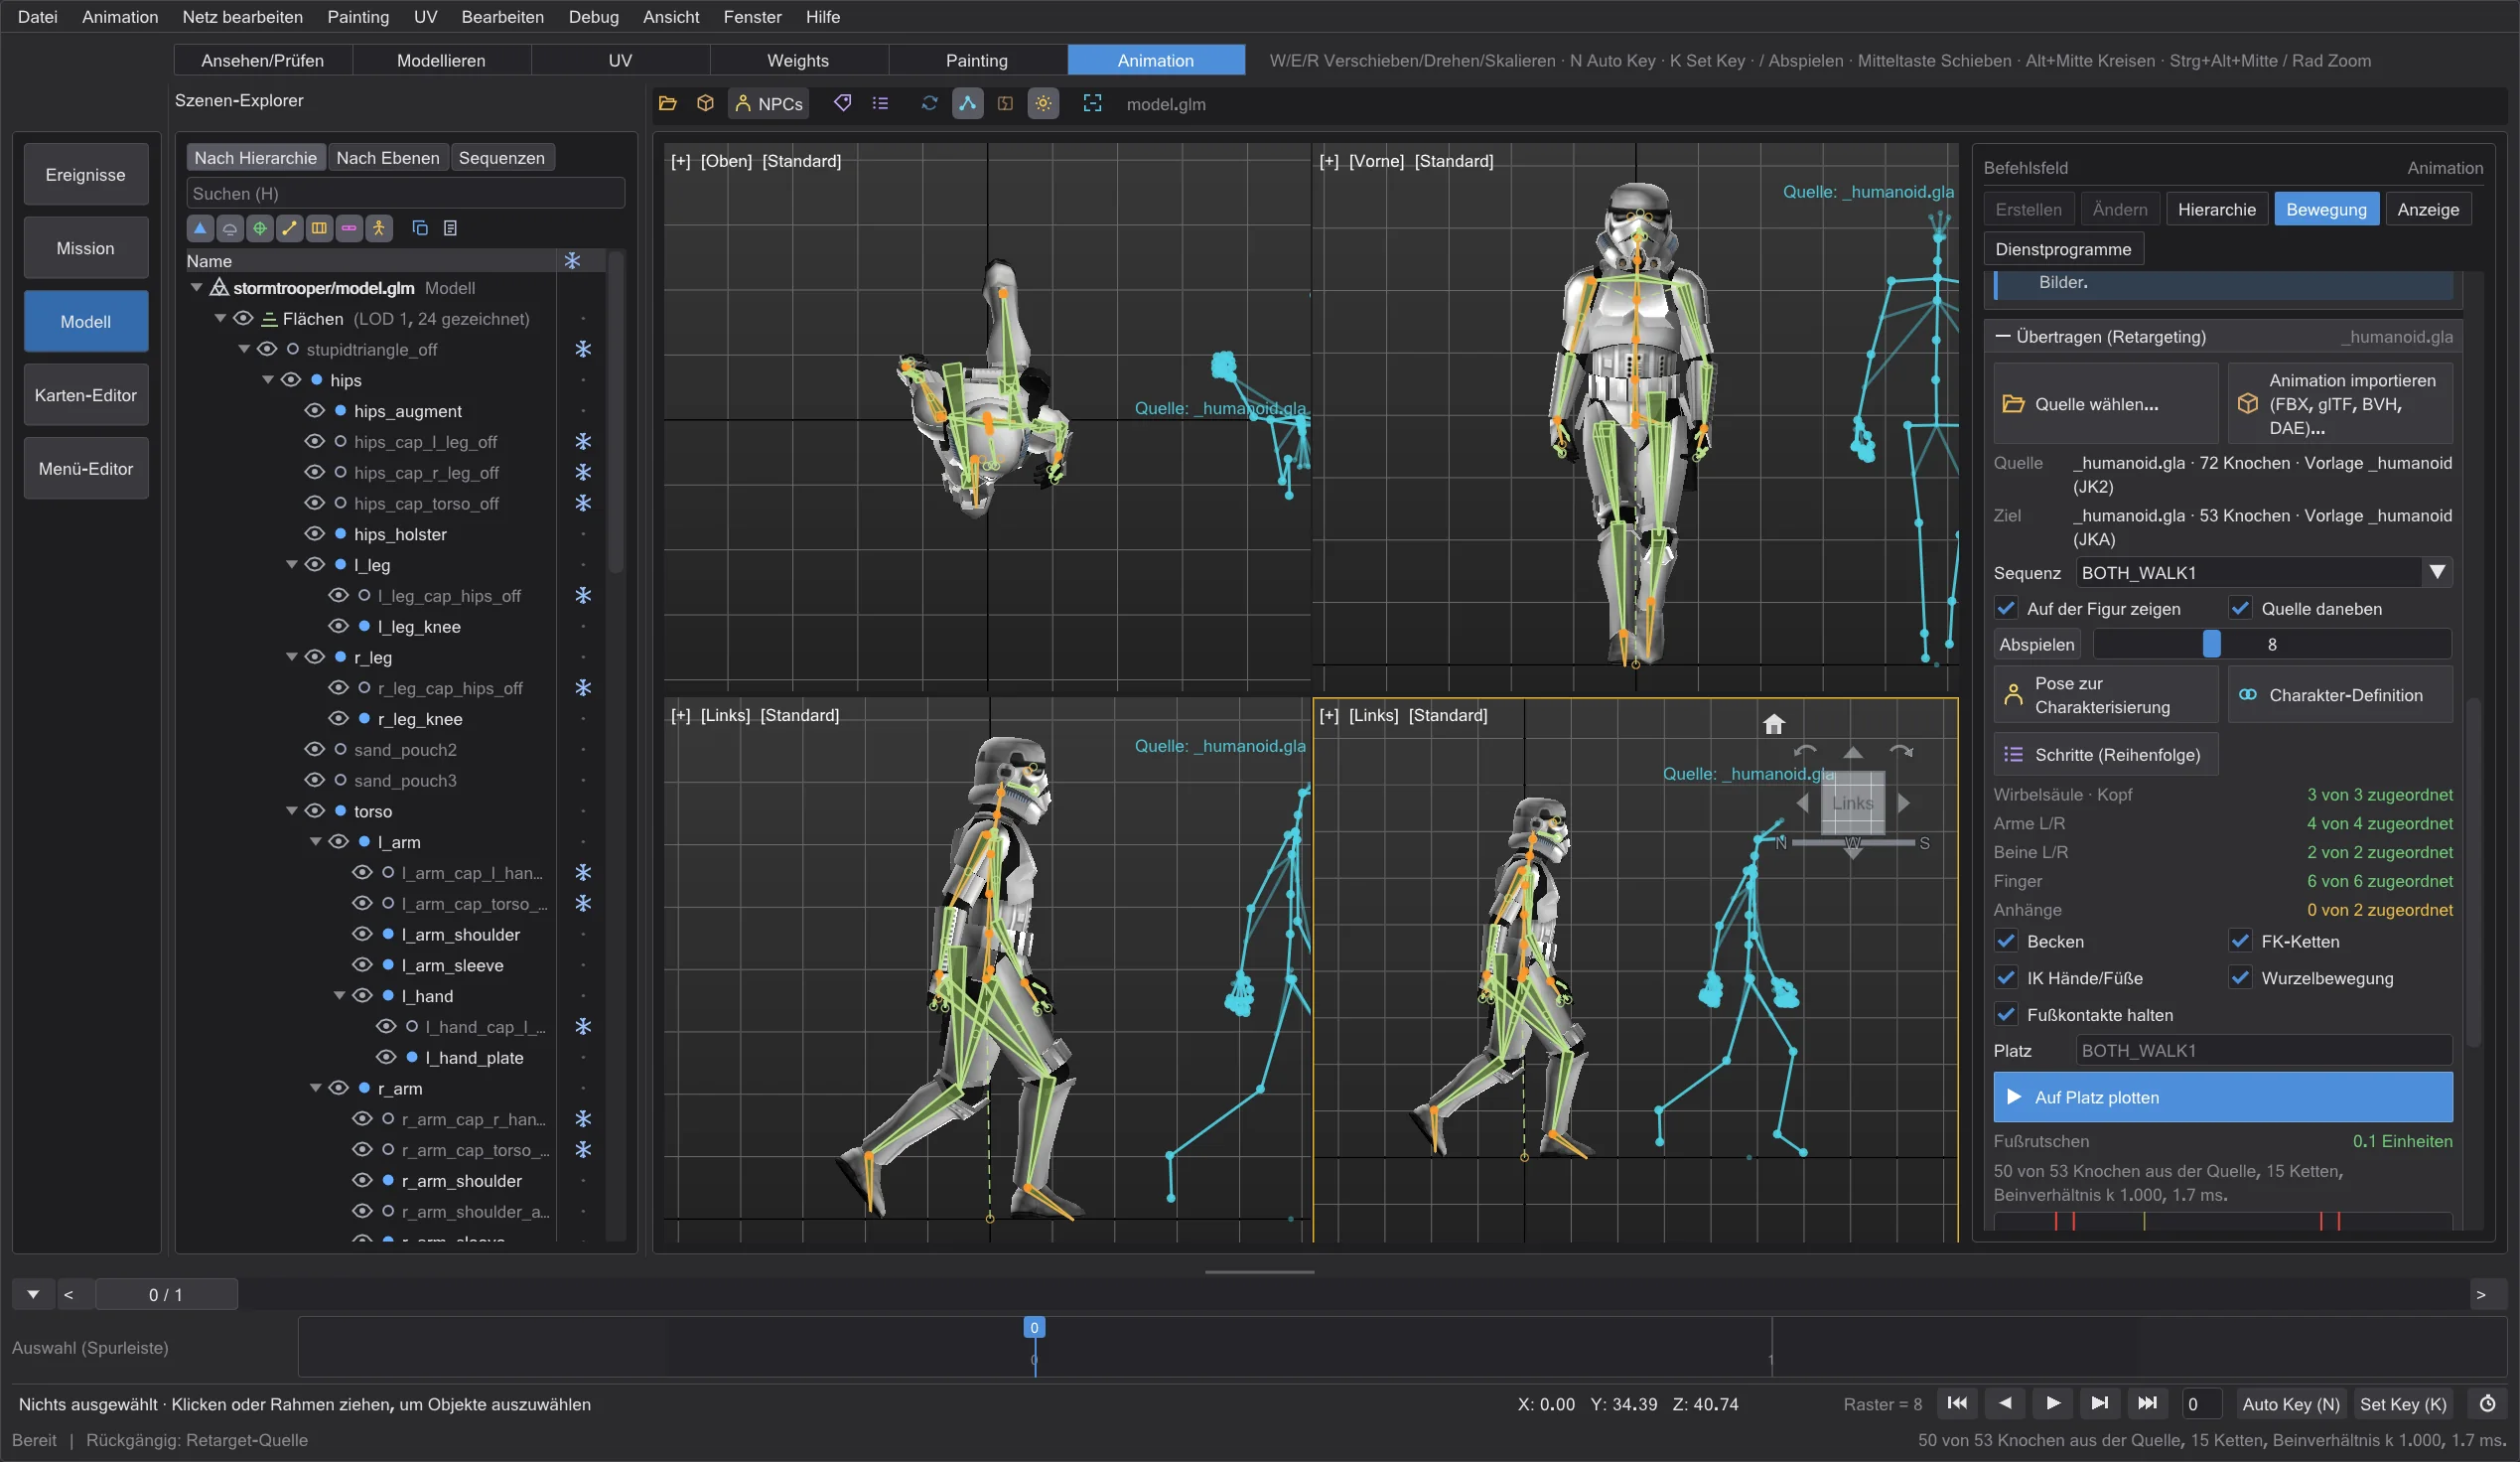 Datei Animation Netz bearbeiten Painting UV Bearbeiten Debug Ansicht Fenster Hilfe
Ansehen/Prüfen Modellieren UV Weights Painting Animation W/E/R Verschieben/Drehen/Skalieren · N Auto Key · K Set Key · / Abspielen · Mitteltaste Schieben · Alt+Mitte Kreisen · Strg+Alt+Mitte / Rad Zoom
Szenen-Explorer
NPCs model.glm
Ereignisse
Mission
Modell
Karten-Editor
Menü-Editor
Nach Hierarchie Nach Ebenen Sequenzen
Suchen (H)
Name
stormtrooper/model.glm Modell
Flächen (LOD 1, 24 gezeichnet)
stupidtriangle_off
hips
hips_augment
hips_cap_l_leg_off
hips_cap_r_leg_off
hips_cap_torso_off
hips_holster
l_leg
l_leg_cap_hips_off
l_leg_knee
r_leg
r_leg_cap_hips_off
r_leg_knee
sand_pouch2
sand_pouch3
torso
l_arm
l_arm_cap_l_han...
l_arm_cap_torso_...
l_arm_shoulder
l_arm_sleeve
l_hand
l_hand_cap_l_...
l_hand_plate
r_arm
r_arm_cap_r_han...
r_arm_cap_torso_...
r_arm_shoulder
r_arm_shoulder_a...
r_arm_sleeve
[+] [Oben] [Standard]
Quelle: _humanoid.gla
[+] [Vorne] [Standard]
Quelle: _humanoid.gla
[+] [Links] [Standard]
Quelle: _humanoid.gla
[+] [Links] [Standard]
Quelle: _humanoid.gla
Links
N W S
Befehlsfeld Animation
Erstellen Ändern Hierarchie Bewegung Anzeige
Dienstprogramme
Bilder.
Übertragen (Retargeting) _humanoid.gla
Quelle wählen...
Animation importieren
(FBX, glTF, BVH,
DAE)...
Quelle _humanoid.gla · 72 Knochen · Vorlage _humanoid
(JK2)
Ziel _humanoid.gla · 53 Knochen · Vorlage _humanoid
(JKA)
Sequenz BOTH_WALK1
Auf der Figur zeigen Quelle daneben
Abspielen 8
Pose zur
Charakterisierung
Charakter-Definition
Schritte (Reihenfolge)
Wirbelsäule · Kopf 3 von 3 zugeordnet
Arme L/R 4 von 4 zugeordnet
Beine L/R 2 von 2 zugeordnet
Finger 6 von 6 zugeordnet
Anhänge 0 von 2 zugeordnet
Becken FK-Ketten
IK Hände/Füße Wurzelbewegung
Fußkontakte halten
Platz BOTH_WALK1
Auf Platz plotten
Fußrutschen 0.1 Einheiten
50 von 53 Knochen aus der Quelle, 15 Ketten,
Beinverhältnis k 1.000, 1.7 ms.
< 0 / 1 >
Auswahl (Spurleiste) 0
0 1
Nichts ausgewählt · Klicken oder Rahmen ziehen, um Objekte auszuwählen X: 0.00 Y: 34.39 Z: 40.74 Raster = 8 0 Auto Key (N) Set Key (K)
Bereit | Rückgängig: Retarget-Quelle 50 von 53 Knochen aus der Quelle, 15 Ketten, Beinverhältnis k 1.000, 1.7 ms.